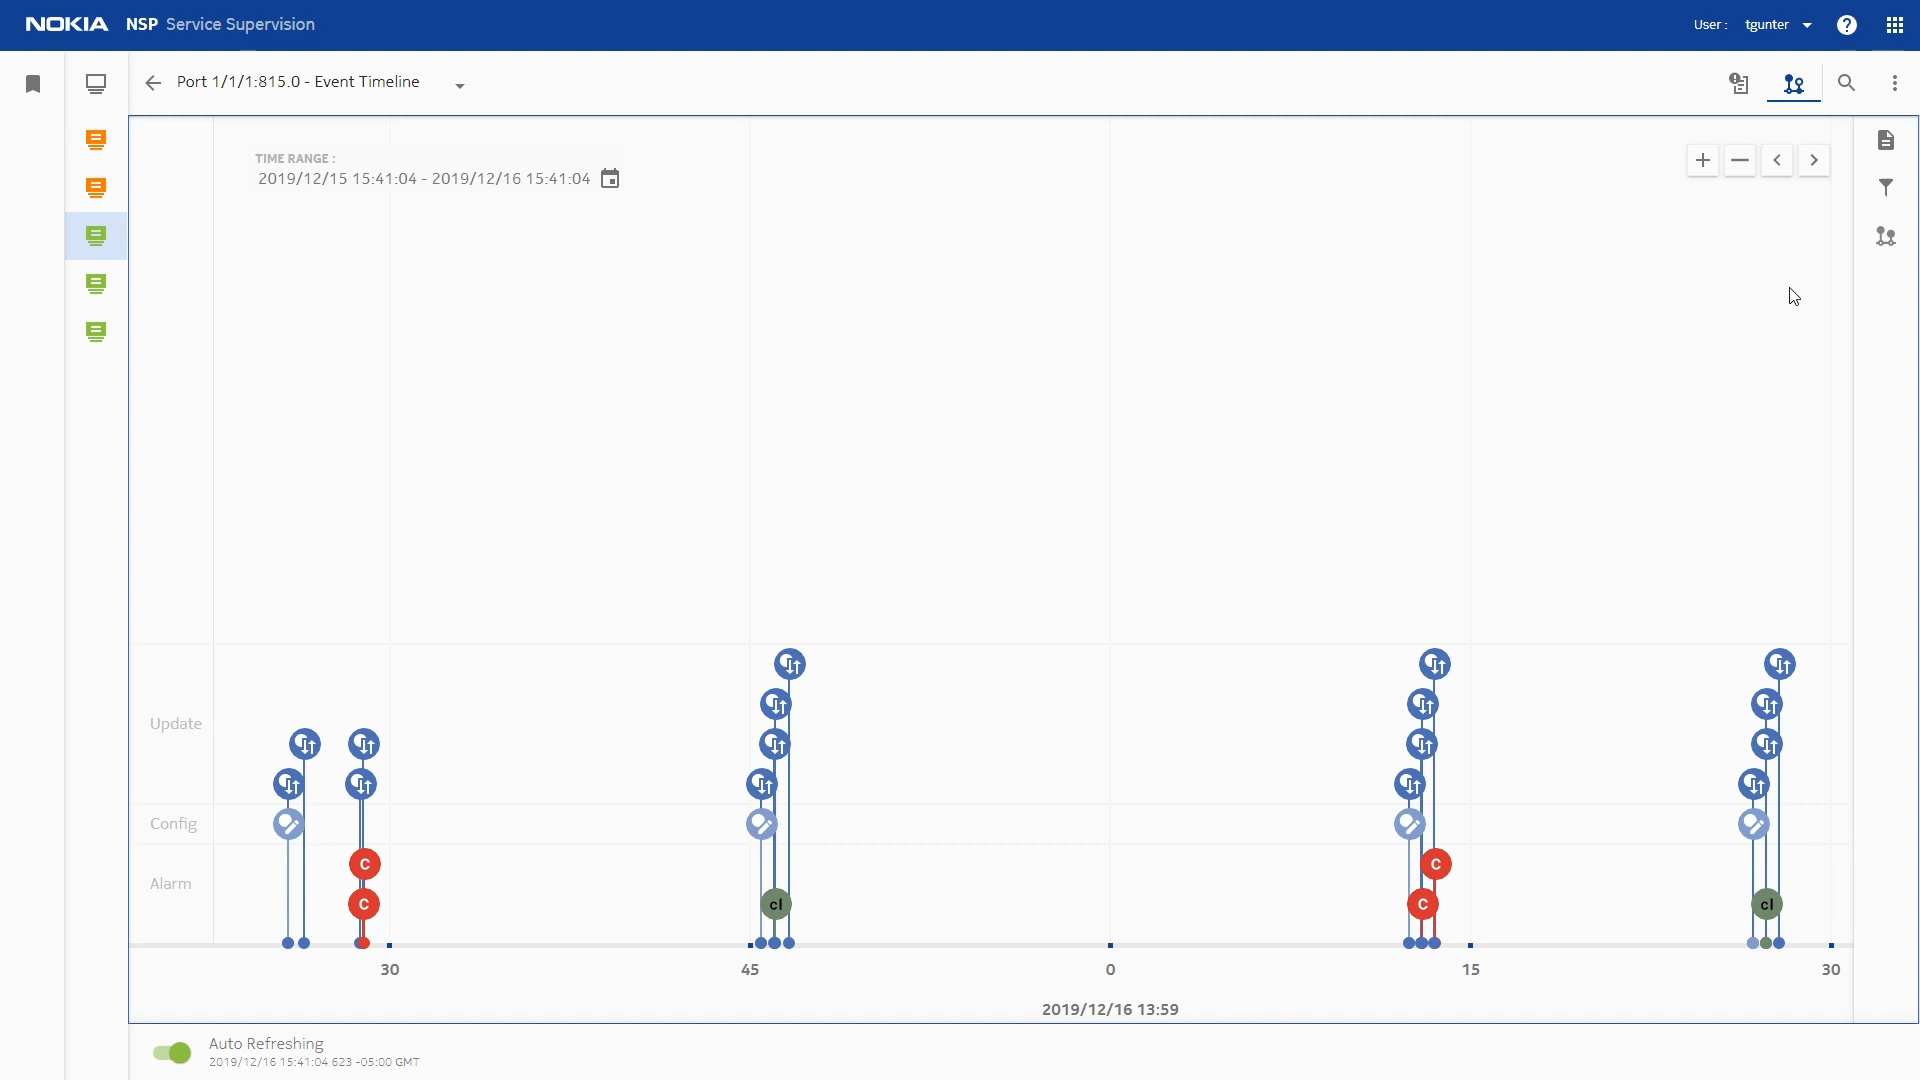 NOKIA NSP Service Supervision
User : tgunter
?
Port 1/1/1:815.0 - Event Timeline
TIME RANGE :
2019/12/15 15:41:04 - 2019/12/16 15:41:04
Update
Config
Alarm
C
C
C
C
cl
cl
30
45
0
15
30
2019/12/16 13:59
Auto Refreshing
2019/12/16 15:41:04 623 -05:00 GMT